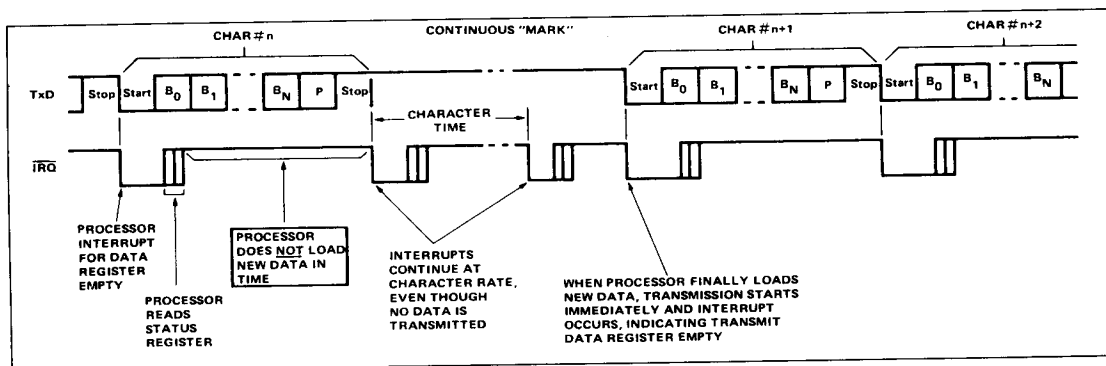 CHAR #n
CONTINUOUS "MARK"
CHAR #n+1
CHAR #n+2
TxD
Stop Start B0 B1 BN P Stop Start B0 B1 BN P Stop Start B0 B1 BN
CHARACTER
TIME
IRQ
PROCESSOR
INTERRUPT
FOR DATA
REGISTER
EMPTY
PROCESSOR
READS
STATUS
REGISTER
PROCESSOR
DOES NOT LOAD
NEW DATA IN
TIME
INTERRUPTS
CONTINUE AT
CHARACTER RATE,
EVEN THOUGH
NO DATA IS
TRANSMITTED
WHEN PROCESSOR FINALLY LOADS
NEW DATA, TRANSMISSION STARTS
IMMEDIATELY AND INTERRUPT
OCCURS, INDICATING TRANSMIT
DATA REGISTER EMPTY